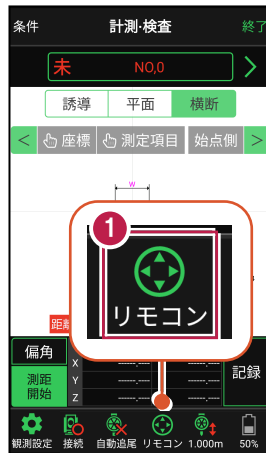 条件 計測・検査 終了
未 NO,0 >
誘導 平面 横断
< 座標 測定項目 始点側 >
W
1
リモコン
偏角
測距
開始
X ------.---- ------.----
Y ------.---- ------.----
Z ------.---- ------.----
記録
観測設定 接続 自動追尾 リモコン 1.000m 50%